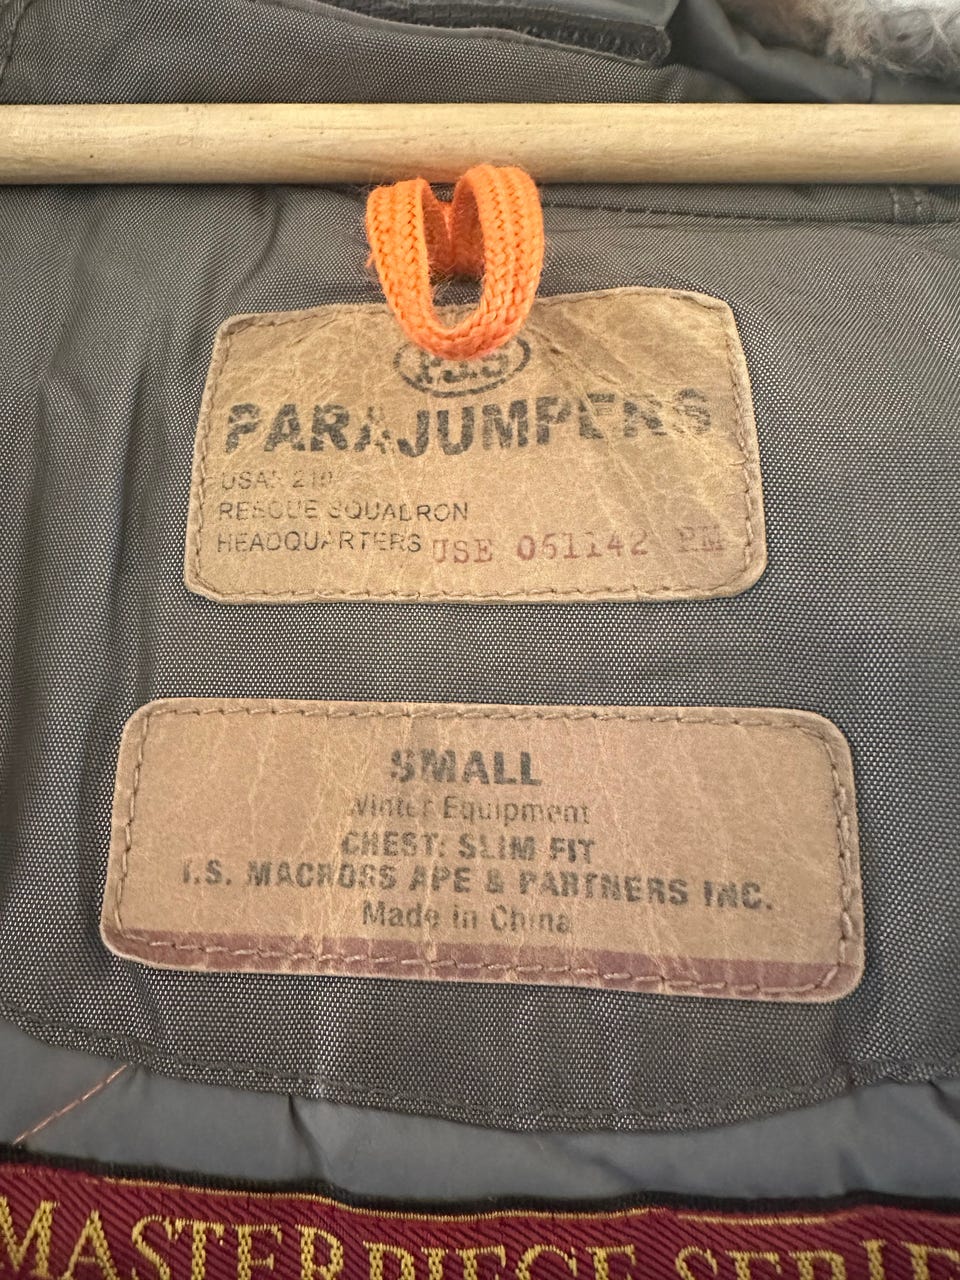 P.J.S
PARAJUMPERS
USAF 210
RESCUE SQUADRON
HEADQUARTERS USE 061142 PM
SMALL
Winter Equipment
CHEST: SLIM FIT
T.S. MACROSS APE & PARTNERS INC.
Made in China
MASTERPIECE SERIE